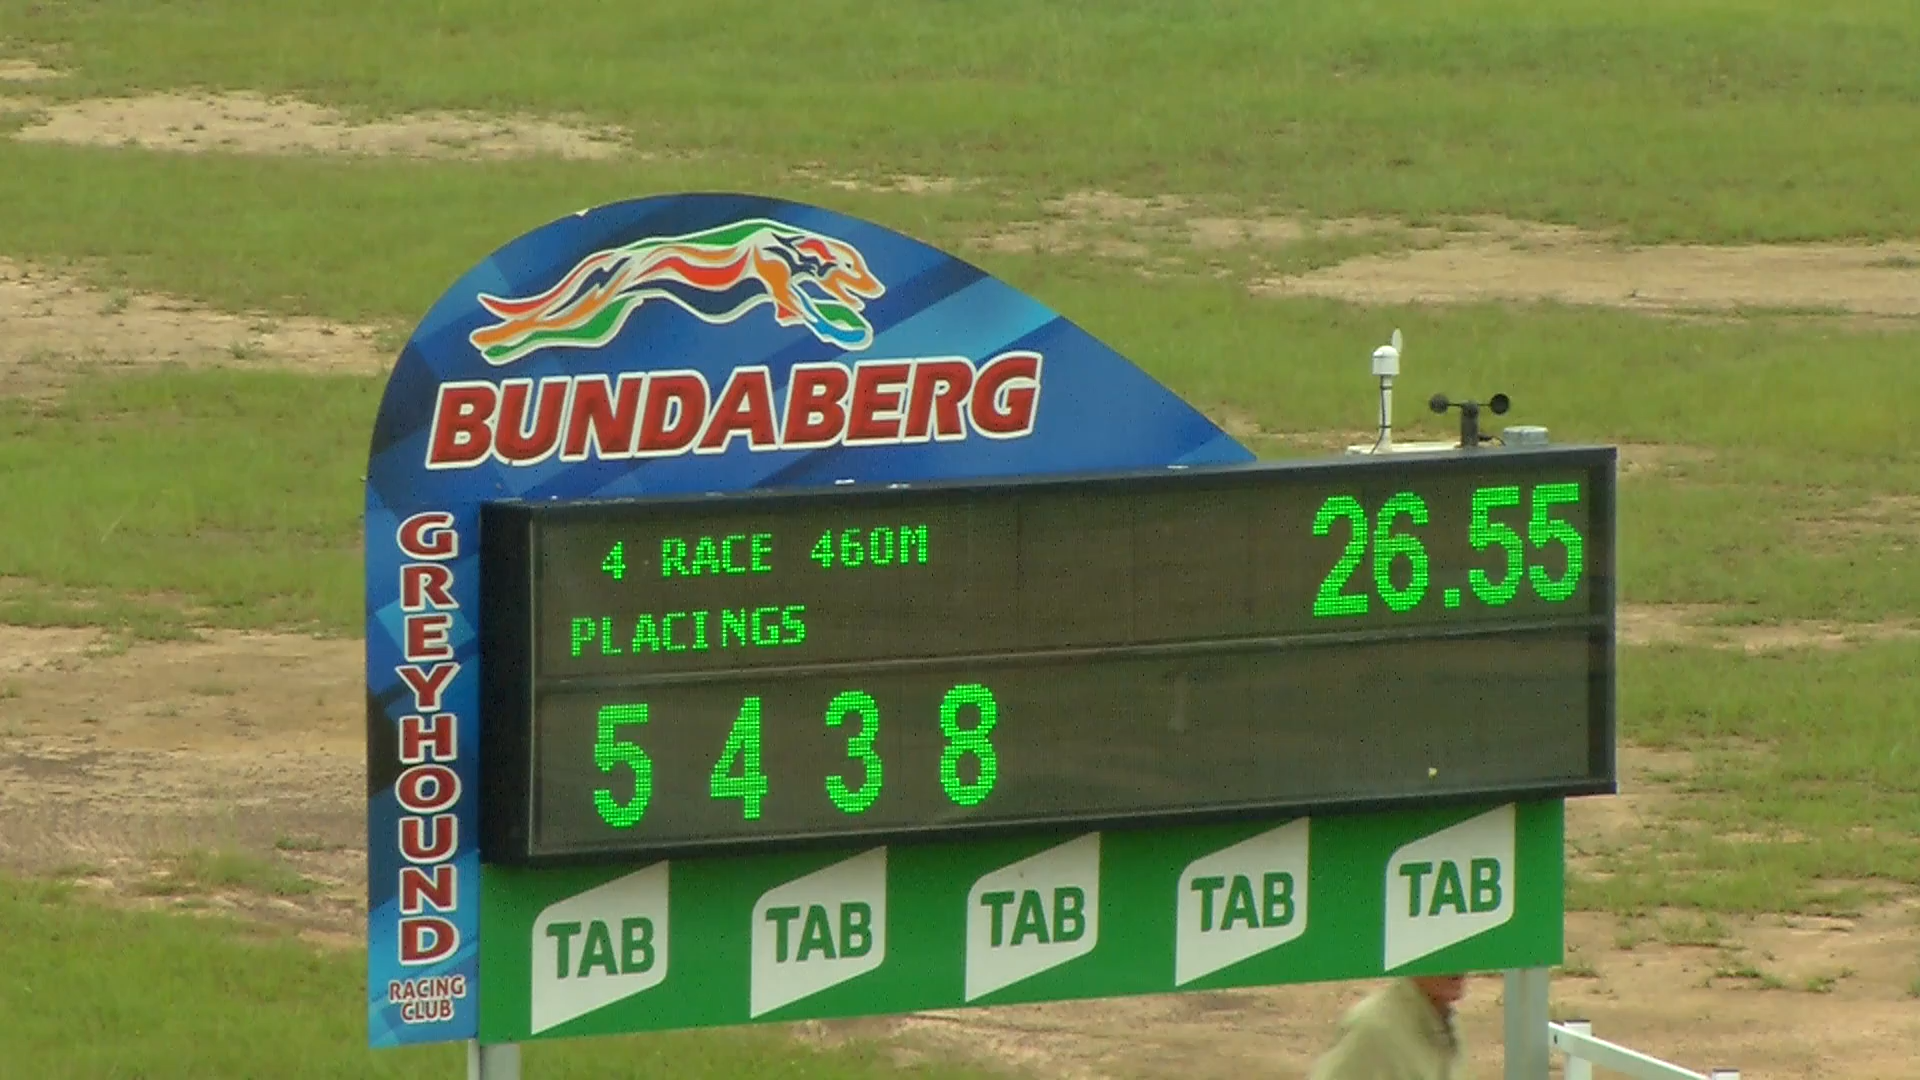 BUNDABERG
GREYHOUND
RACING
CLUB
4 RACE 460M
26.55
PLACINGS
5 4 3 8
TAB TAB TAB TAB TAB